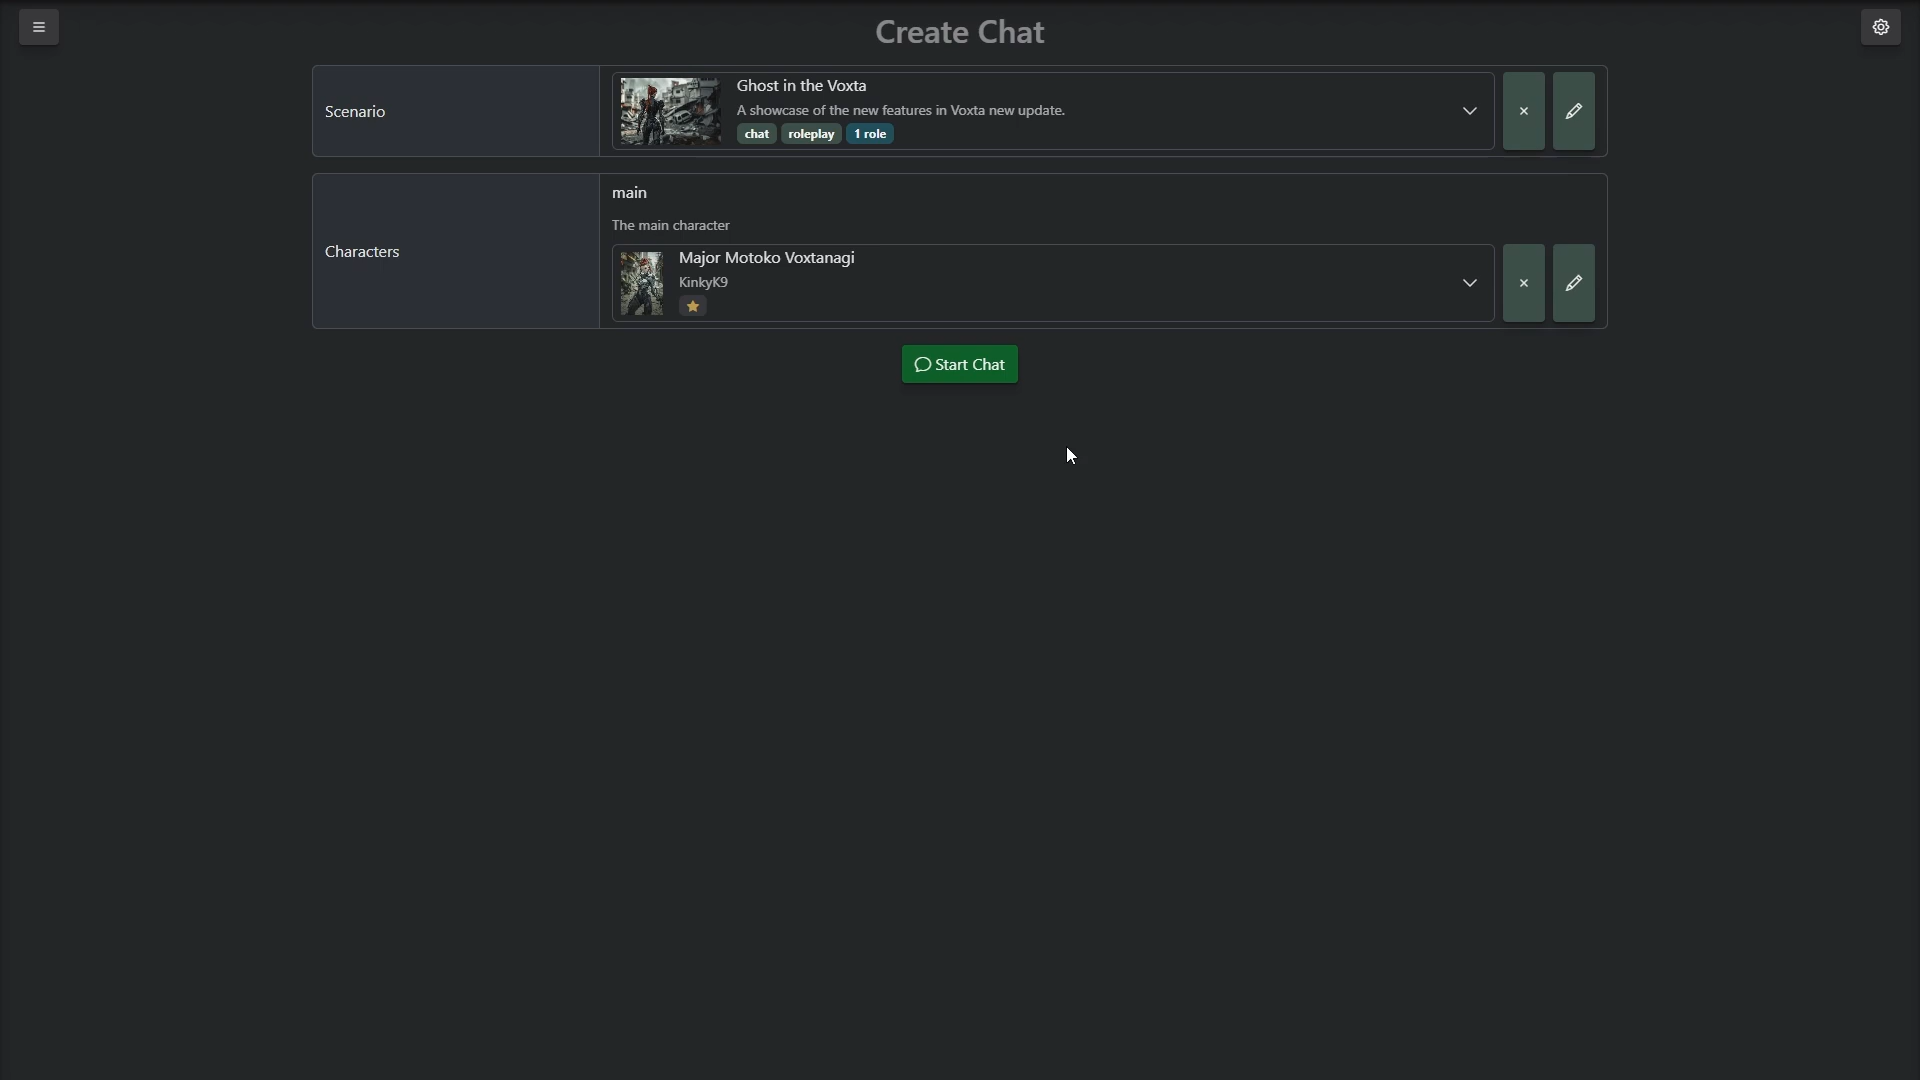 Create Chat
Scenario
Ghost in the Voxta
A showcase of the new features in Voxta new update.
chat roleplay 1 role
Characters
main
The main character
Major Motoko Voxtanagi
KinkyK9
Start Chat